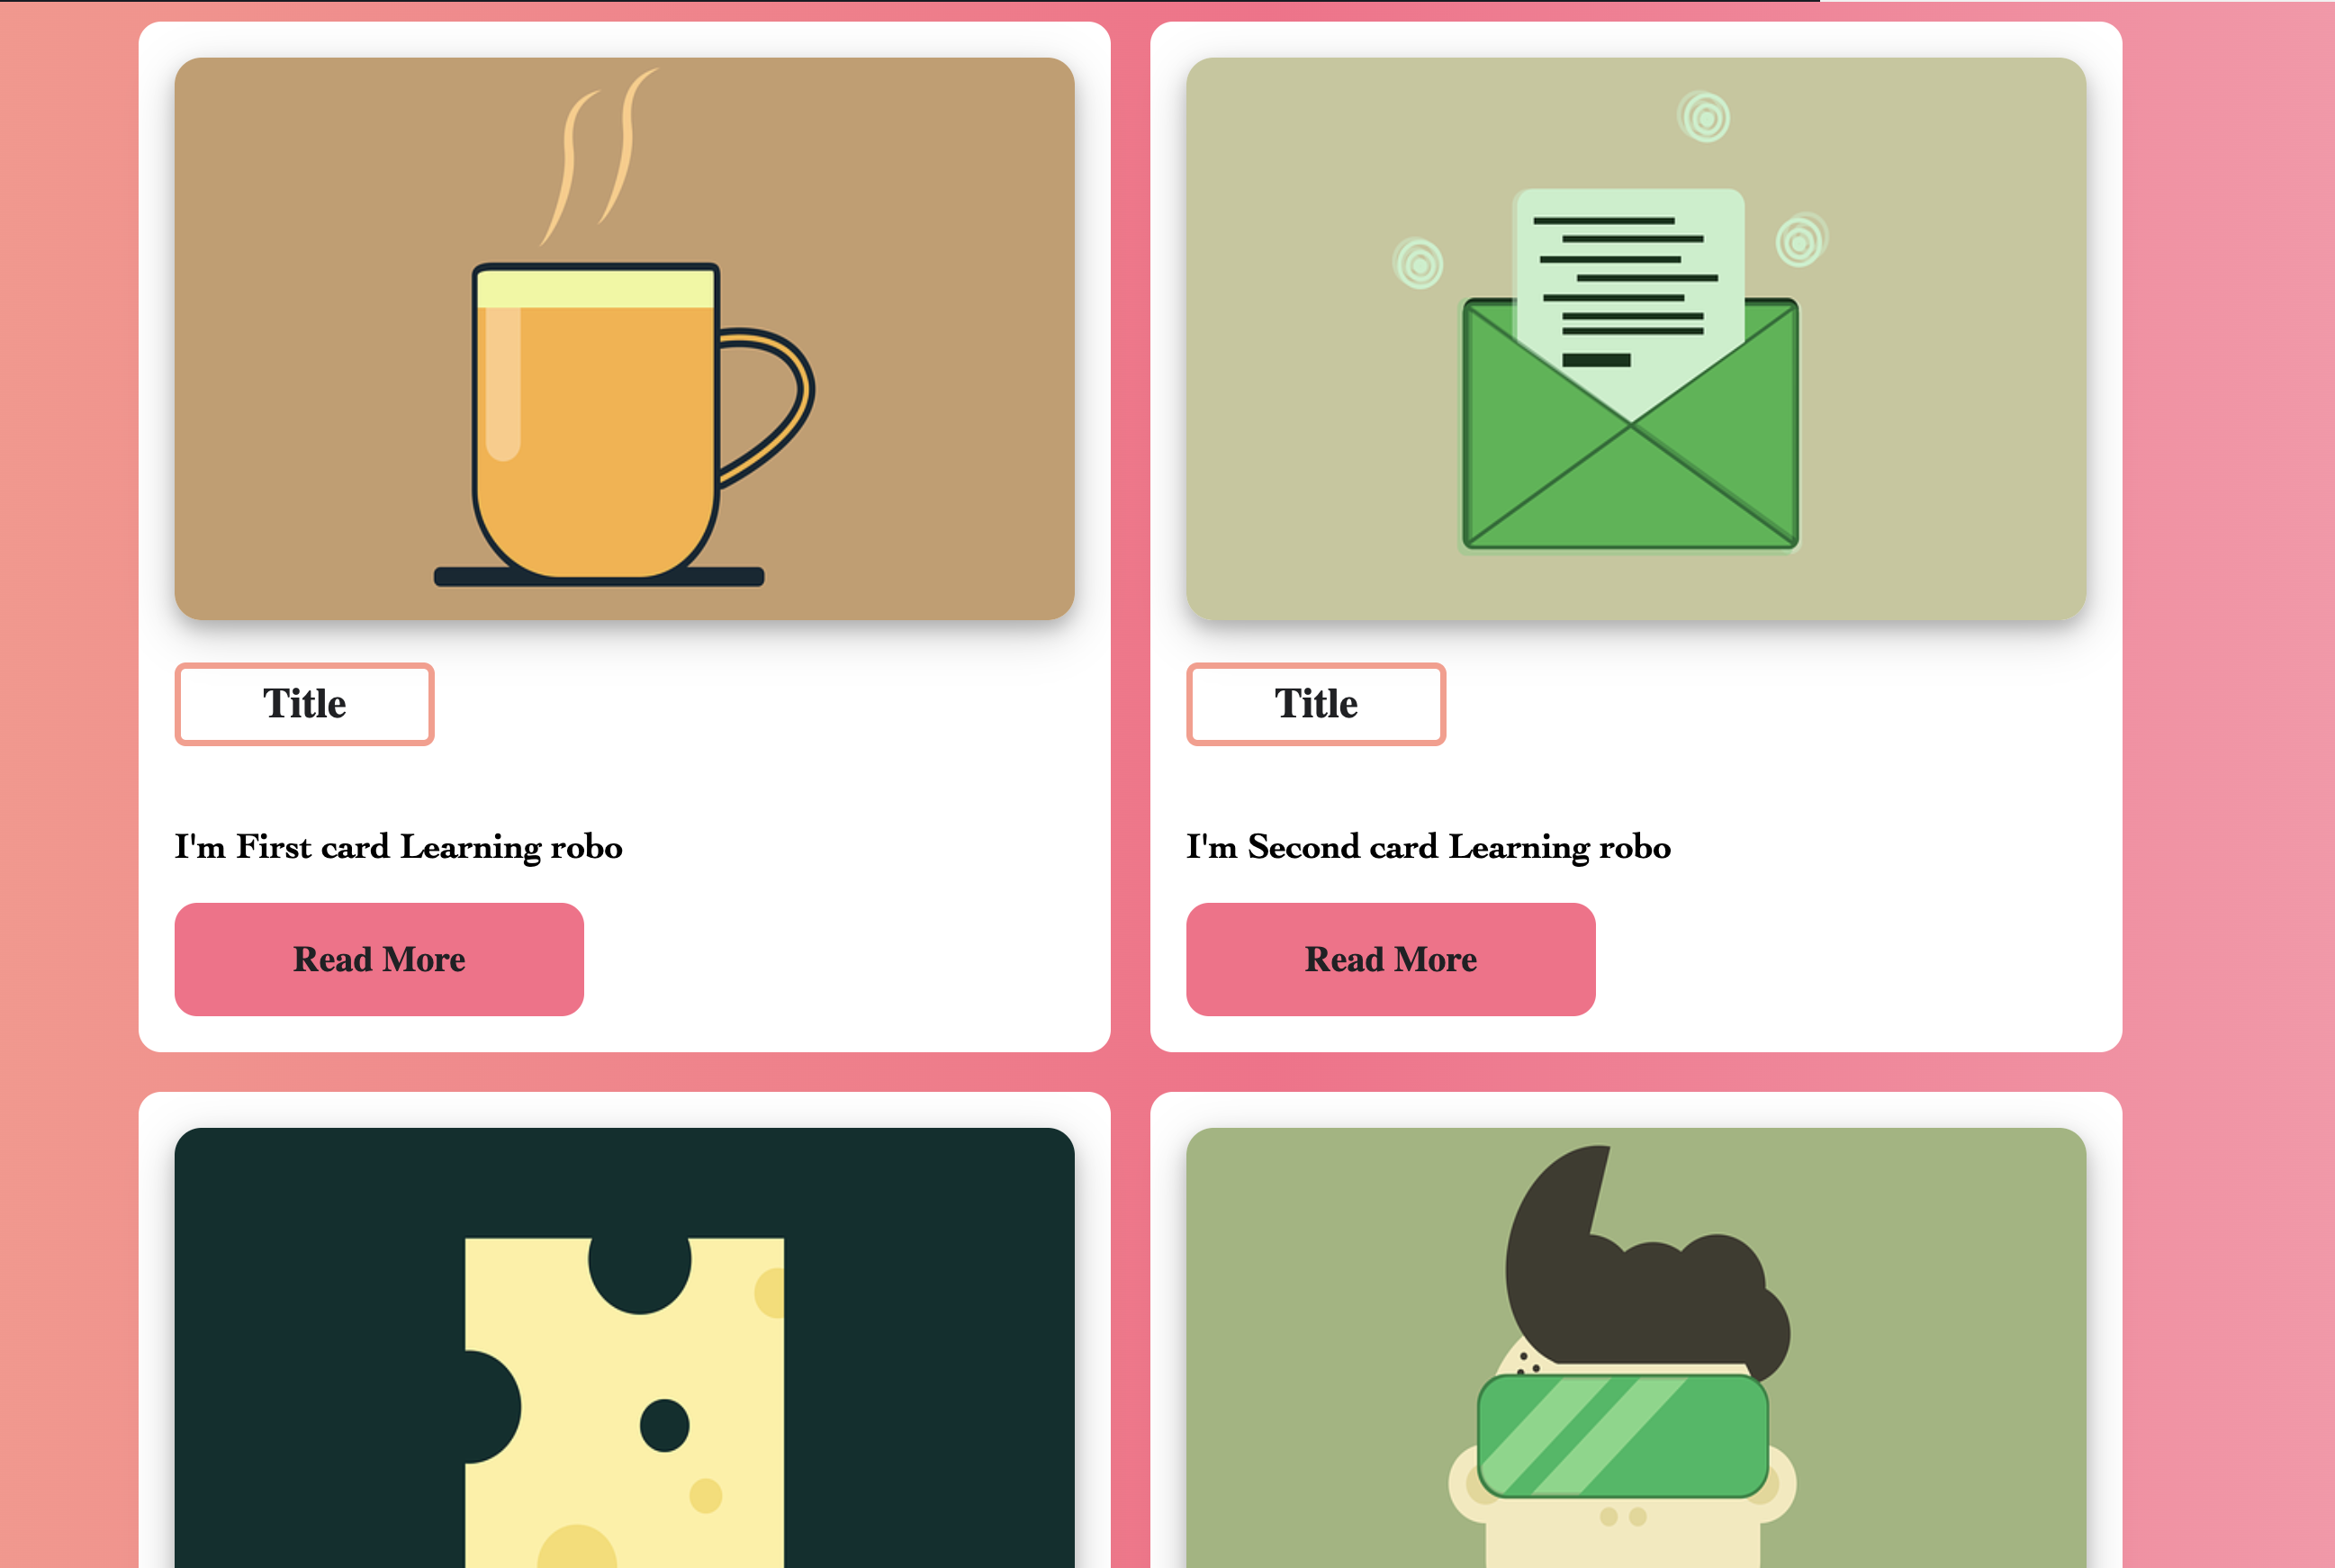 Title
I'm First card Learning robo
Read More
Title
I'm Second card Learning robo
Read More